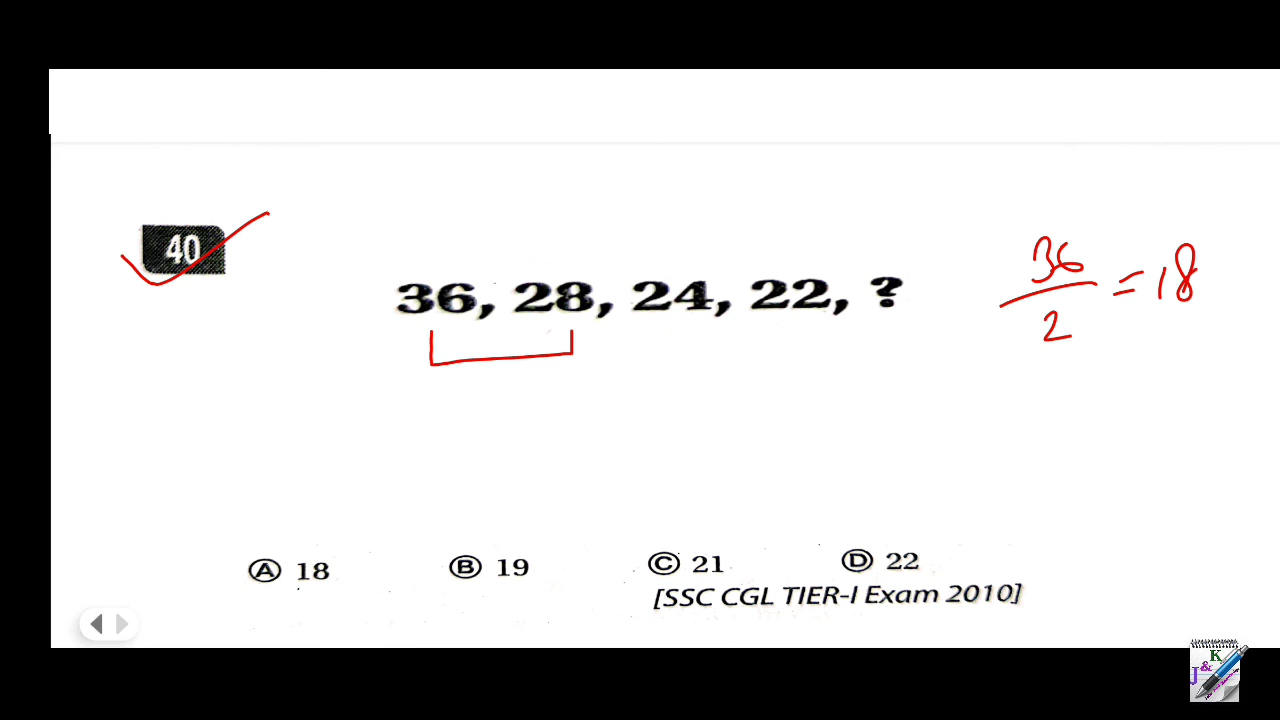 40
36, 28, 24, 22, ?
36
2
=18
Ⓐ 18 Ⓑ 19 Ⓒ 21 Ⓓ 22
[SSC CGL TIER-I Exam 2010]
J&K